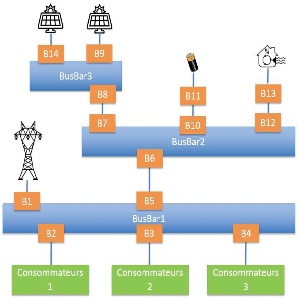 B14
B9
BusBar3
B8
B11
B13
B7
B10
B12
BusBar2
B6
B1
B5
BusBar1
B2
B3
B4
Consommateurs
1
Consommateurs
2
Consommateurs
3